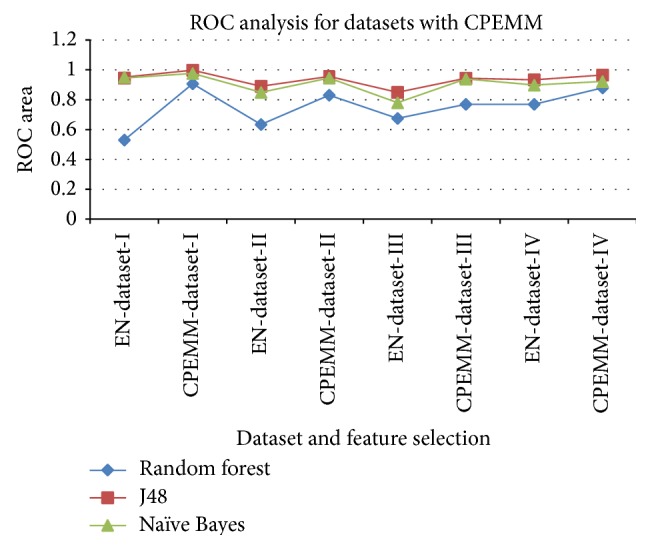 ROC analysis for datasets with CPEMM
1.2
1
0.8
0.6
0.4
0.2
0
ROC area
EN-dataset-I
CPEMM-dataset-I
EN-dataset-II
CPEMM-dataset-II
EN-dataset-III
CPEMM-dataset-III
EN-dataset-IV
CPEMM-dataset-IV
Dataset and feature selection
Random forest
J48
Naïve Bayes